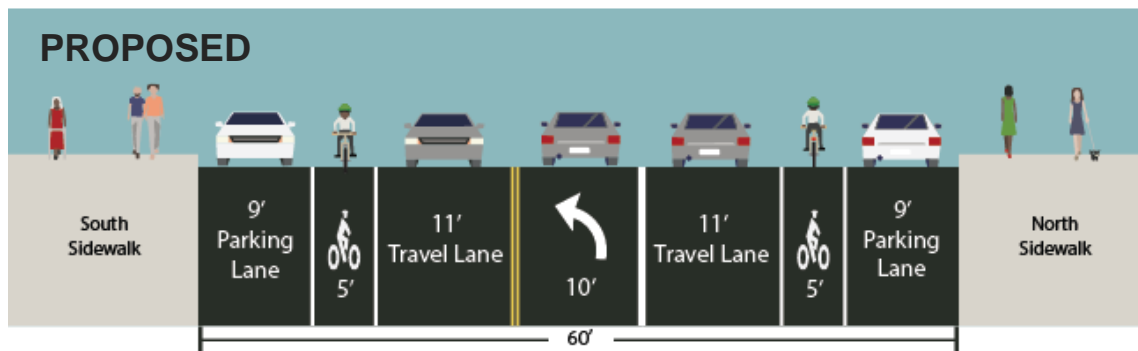 PROPOSED
South
Sidewalk
9′
Parking
Lane
5′
11′
Travel Lane
10′
11′
Travel Lane
5′
9′
Parking
Lane
North
Sidewalk
60′